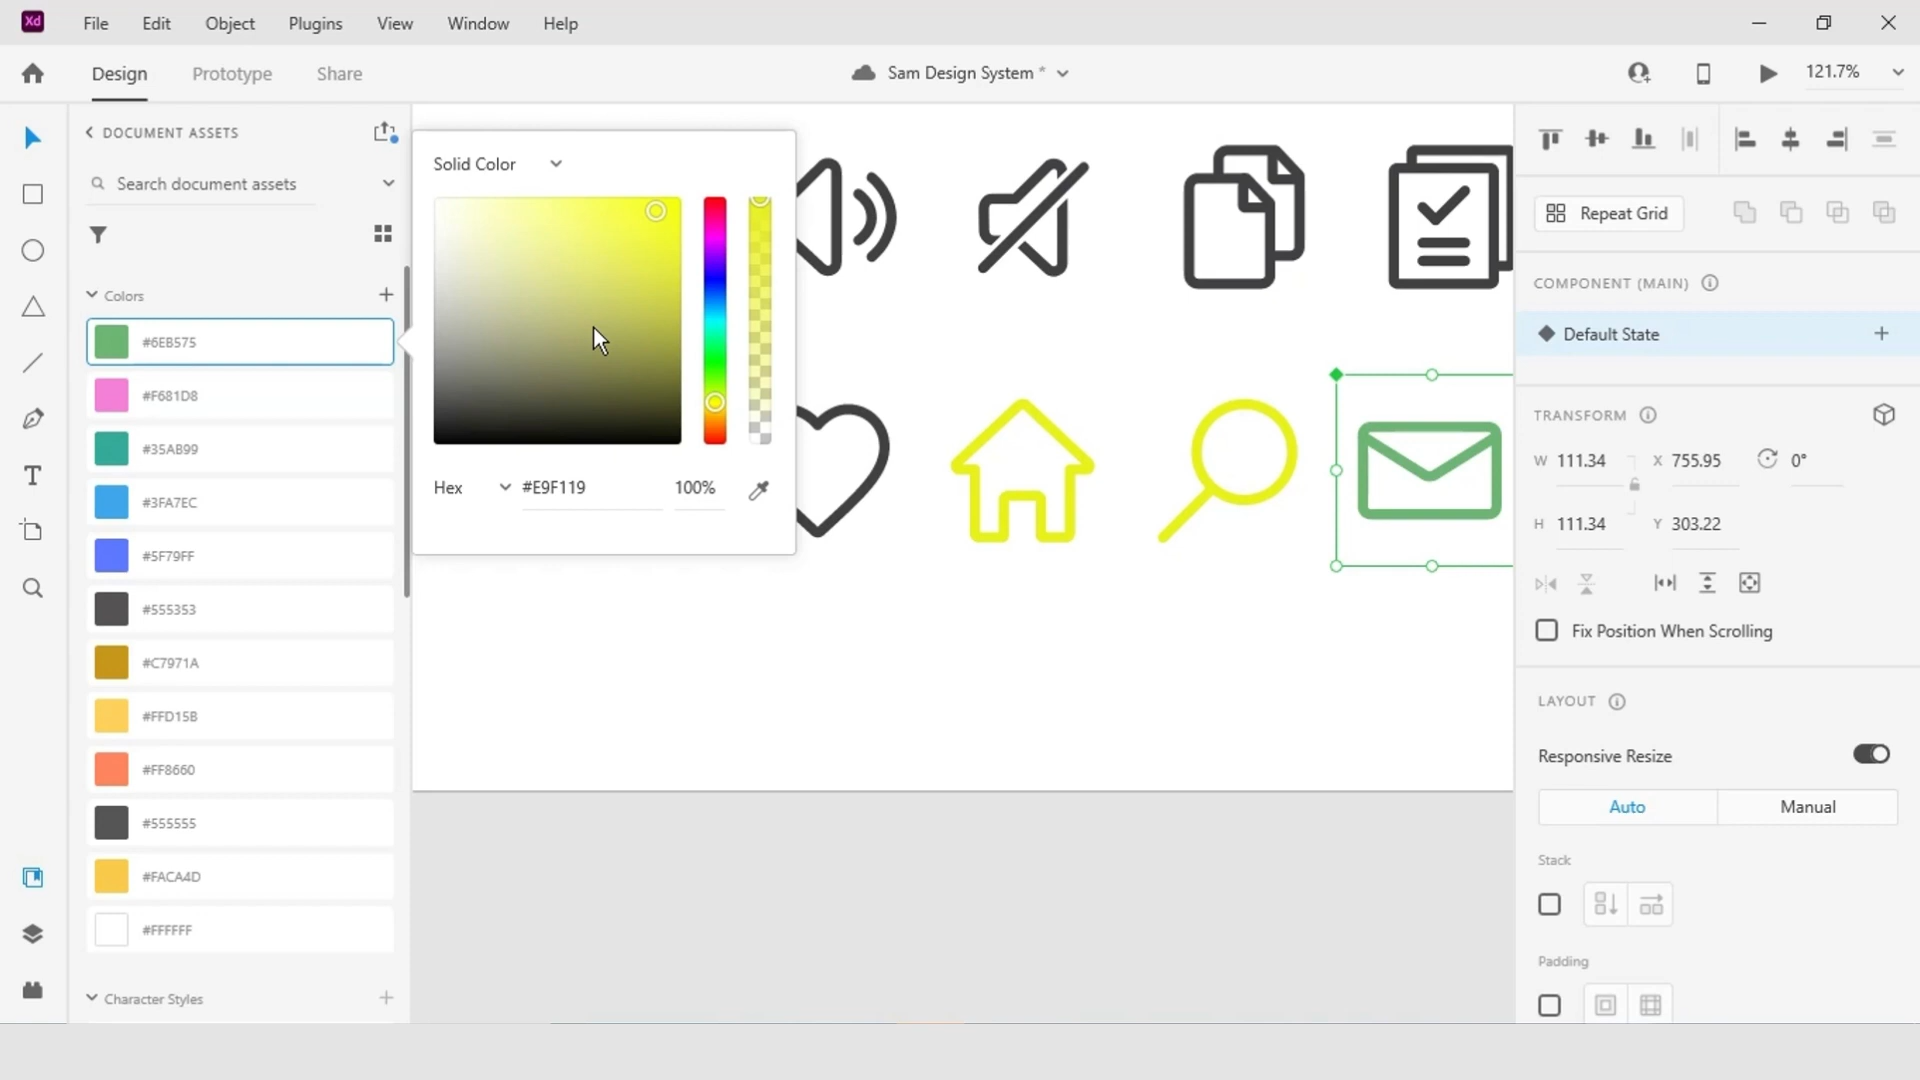 Xd File Edit Object Plugins View Window Help
Design Prototype Share Sam Design System * 121.7%
DOCUMENT ASSETS
Search document assets
Colors
#6EB575
#F681D8
#35AB99
#3FA7EC
#5F79FF
#555353
#C7971A
#FFD15B
#FF8660
#555555
#FACA4D
#FFFFFF
Character Styles
Solid Color
Hex #E9F119 100%
Repeat Grid
COMPONENT (MAIN)
Default State
TRANSFORM
W 111.34 X 755.95 0°
H 111.34 Y 303.22
Fix Position When Scrolling
LAYOUT
Responsive Resize
Auto Manual
Stack
Padding